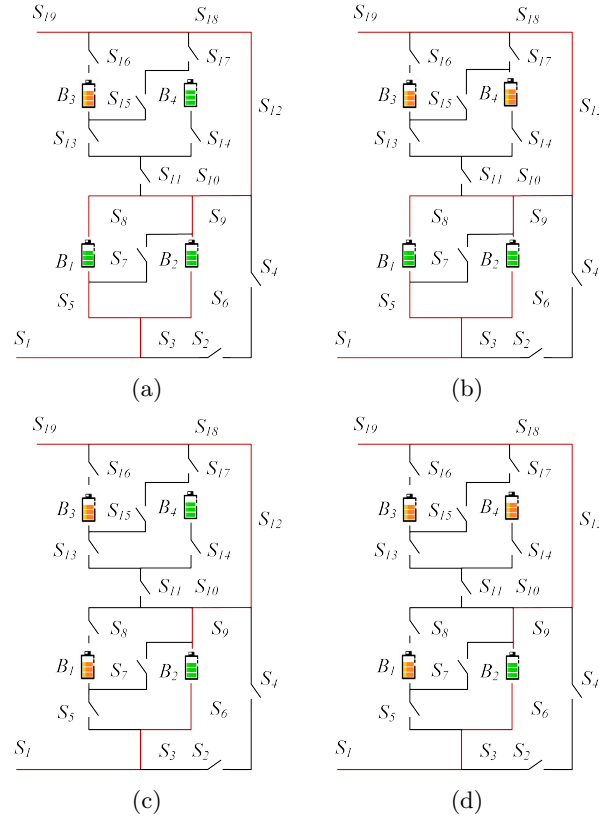 S19 S18
S16 S17
B3 S15 B4 S12
S13 S14
S11 S10
S8 S9
B1 S7 B2 S4
S5 S6
S1 S3 S2
(a)
S19 S18
S16 S17
B3 S15 B4
S13 S14
S11 S10
S8 S9
B1 S7 B2 S4
S5 S6
S1 S3 S2
(b)
S19 S18
S16 S17
B3 S15 B4 S12
S13 S14
S11 S10
S8 S9
B1 S7 B2 S4
S5 S6
S1 S3 S2
(c)
S19 S18
S16 S17
B3 S15 B4
S13 S14
S11 S10
S8 S9
B1 S7 B2 S4
S5 S6
S1 S3 S2
(d)